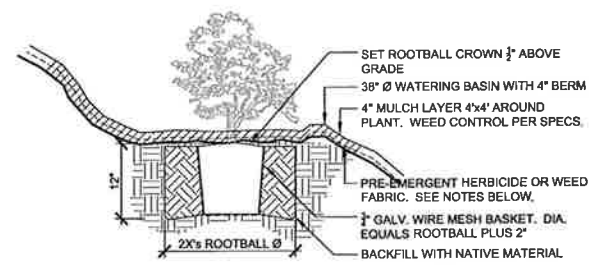 SET ROOTBALL CROWN ½" ABOVE
GRADE
38" Ø WATERING BASIN WITH 4" BERM
4" MULCH LAYER 4'x4' AROUND
PLANT. WEED CONTROL PER SPECS.
PRE-EMERGENT HERBICIDE OR WEED
FABRIC. SEE NOTES BELOW.
GALV. WIRE MESH BASKET. DIA.
EQUALS ROOTBALL PLUS 2"
BACKFILL WITH NATIVE MATERIAL
12"
2X's ROOTBALL Ø